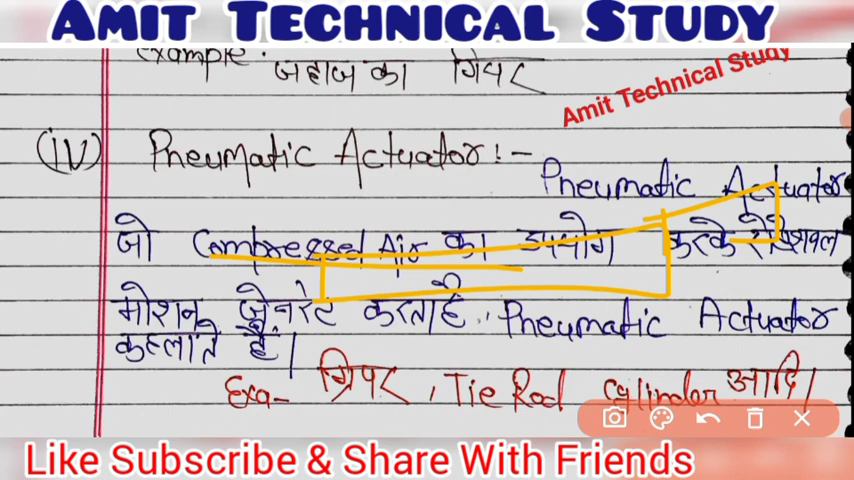 AMIT TECHNICAL STUDY
Example :
जहाज का गियर
Amit Technical Study
(iv) Pneumatic Actuator :-
Pneumatic Actuator
जो Compressed Air का उपयोग करके रोटेशनल
मोशन जेनरेट करता है, Pneumatic Actuator
कहलाते हैं।
Exa- ग्रिपर, Tie Rod Cylinder आदि।
Like Subscribe & Share With Friends